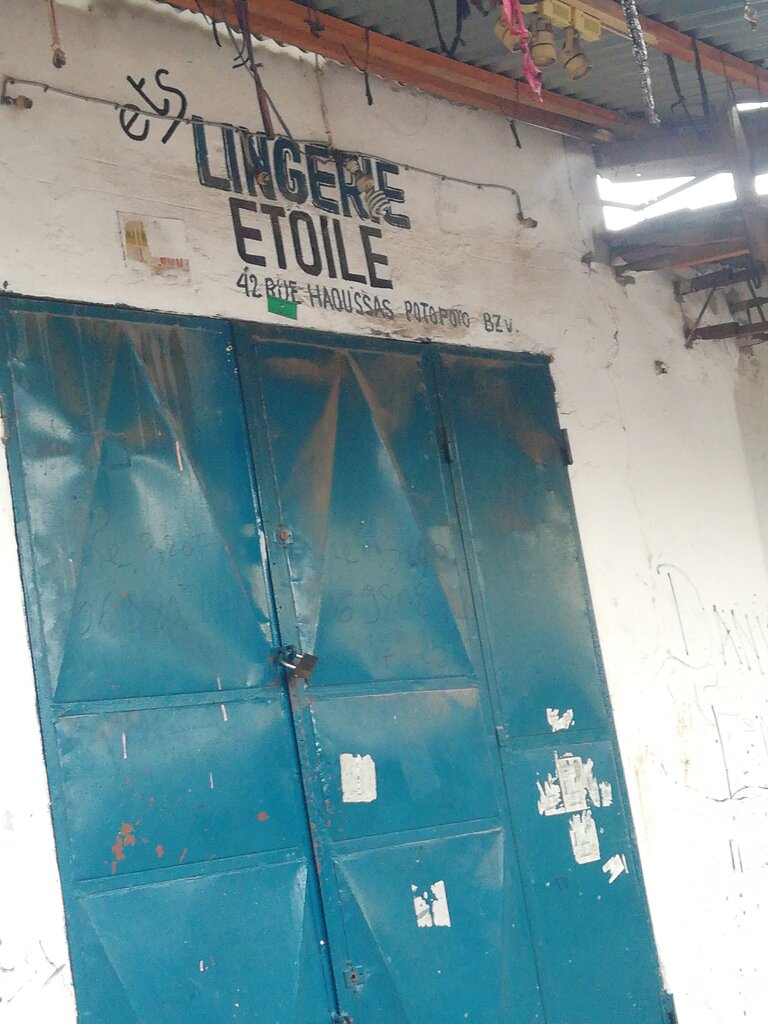 ets
LINGERIE
ETOILE
42 RUE HAOUSSAS POTOPOTO BZV.